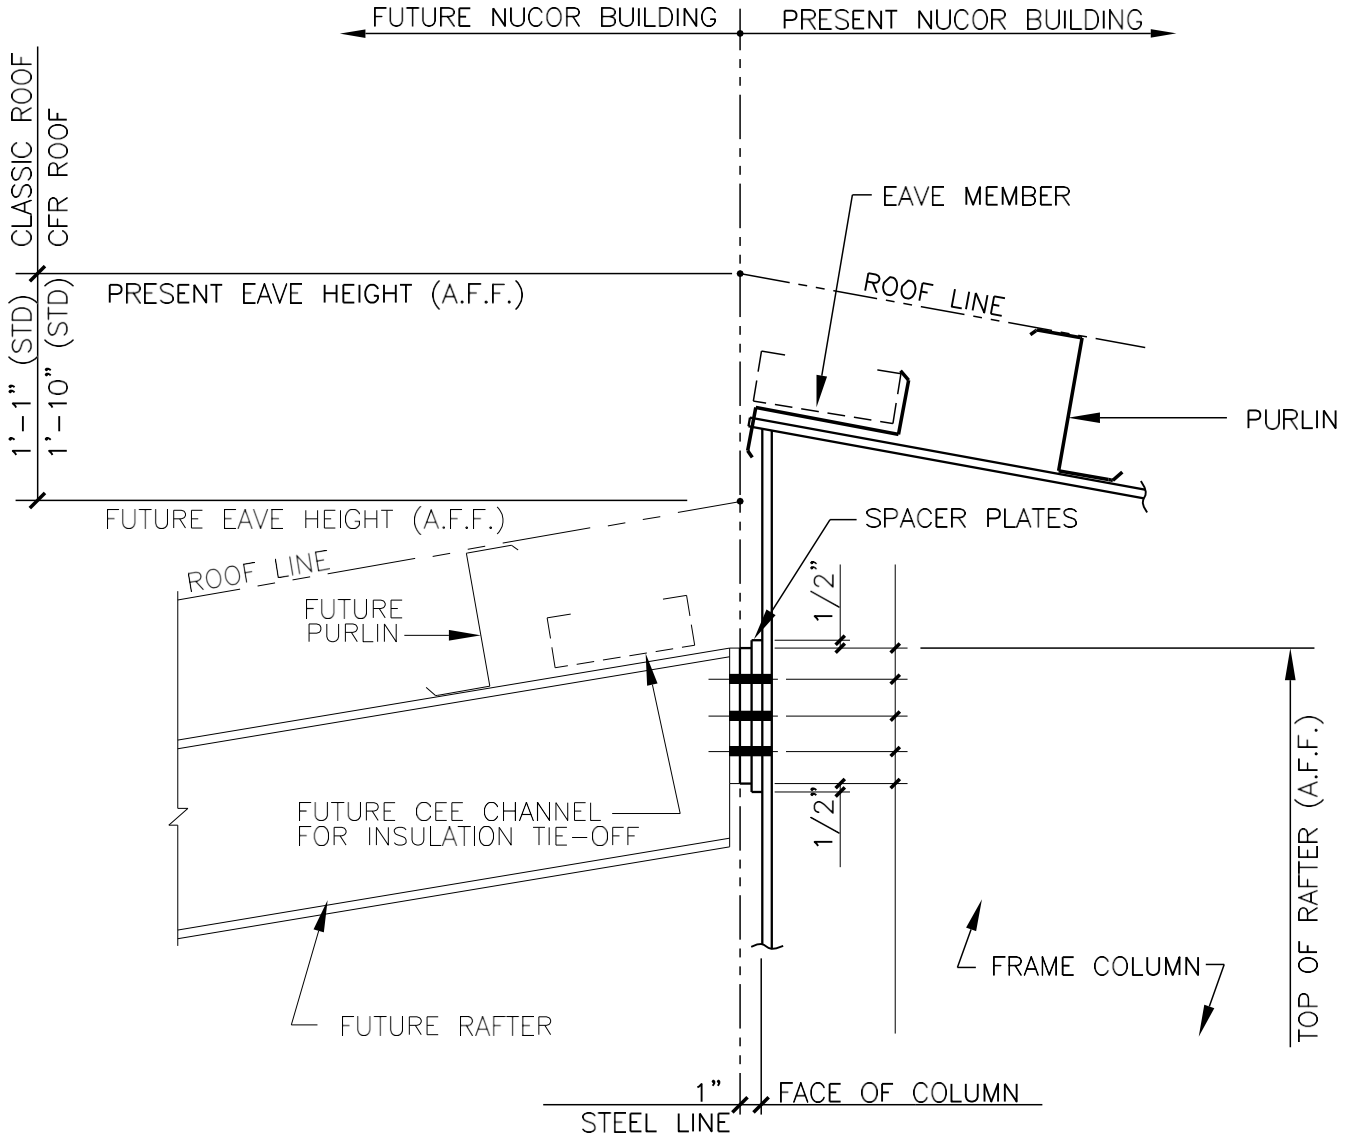 FUTURE NUCOR BUILDING
PRESENT NUCOR BUILDING
CLASSIC ROOF
CFR ROOF
1'-1" (STD)
1'-10" (STD)
EAVE MEMBER
PRESENT EAVE HEIGHT (A.F.F.)
ROOF LINE
PURLIN
FUTURE EAVE HEIGHT (A.F.F.)
SPACER PLATES
ROOF LINE
FUTURE
PURLIN
1/2"
FUTURE CEE CHANNEL
FOR INSULATION TIE-OFF
1/2"
TOP OF RAFTER (A.F.F.)
FRAME COLUMN
FUTURE RAFTER
1"
FACE OF COLUMN
STEEL LINE